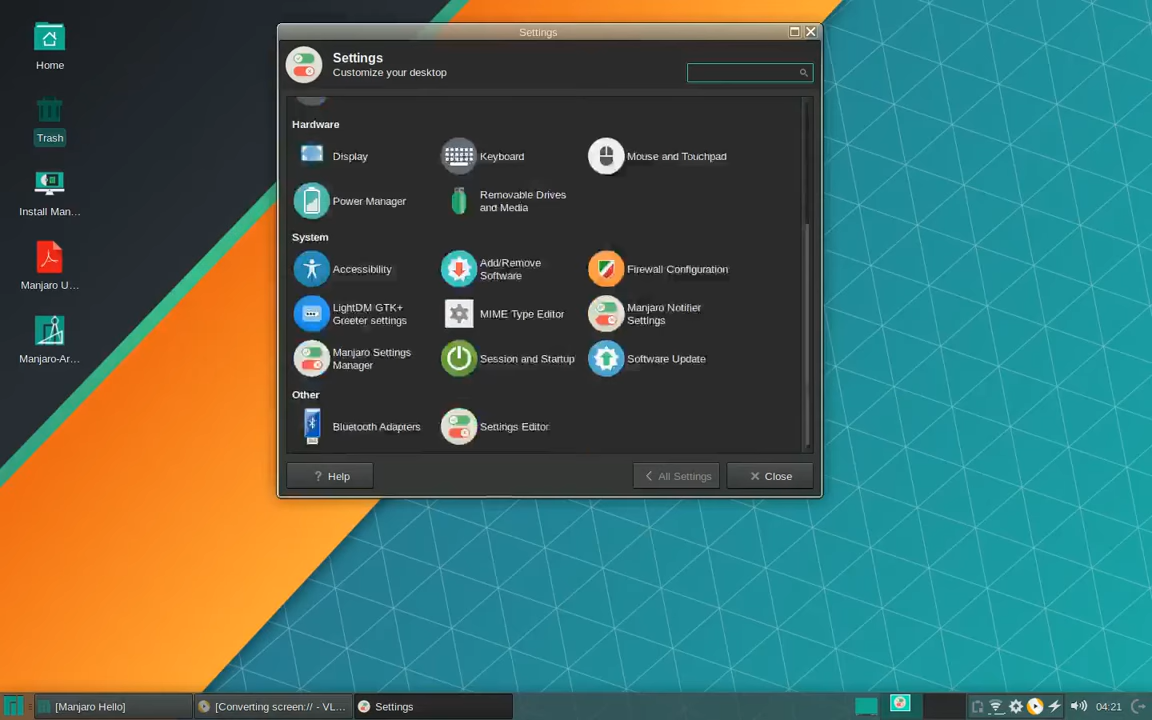 Home
Trash
Install Man...
Manjaro U...
Manjaro-Ar...
Settings
Settings
Customize your desktop
Hardware
Display
Keyboard
Mouse and Touchpad
Power Manager
Removable Drives
and Media
System
Accessibility
Add/Remove
Software
Firewall Configuration
LightDM GTK+
Greeter settings
MIME Type Editor
Manjaro Notifier
Settings
Manjaro Settings
Manager
Session and Startup
Software Update
Other
Bluetooth Adapters
Settings Editor
? Help
All Settings
Close
[Manjaro Hello]
[Converting screen:// - VL...
Settings
04:21